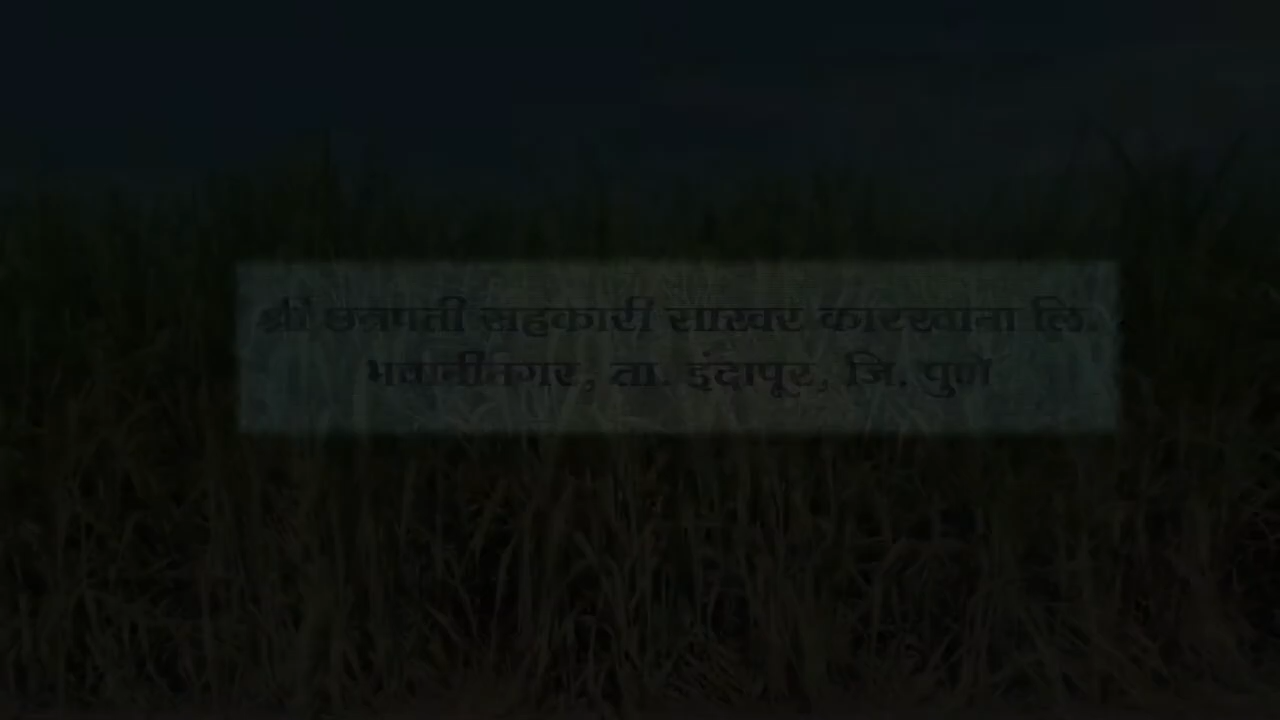 श्री छत्रपती सहकारी साखर कारखाना लि.
भवानीनगर, ता. इंदापूर, जि. पुणे